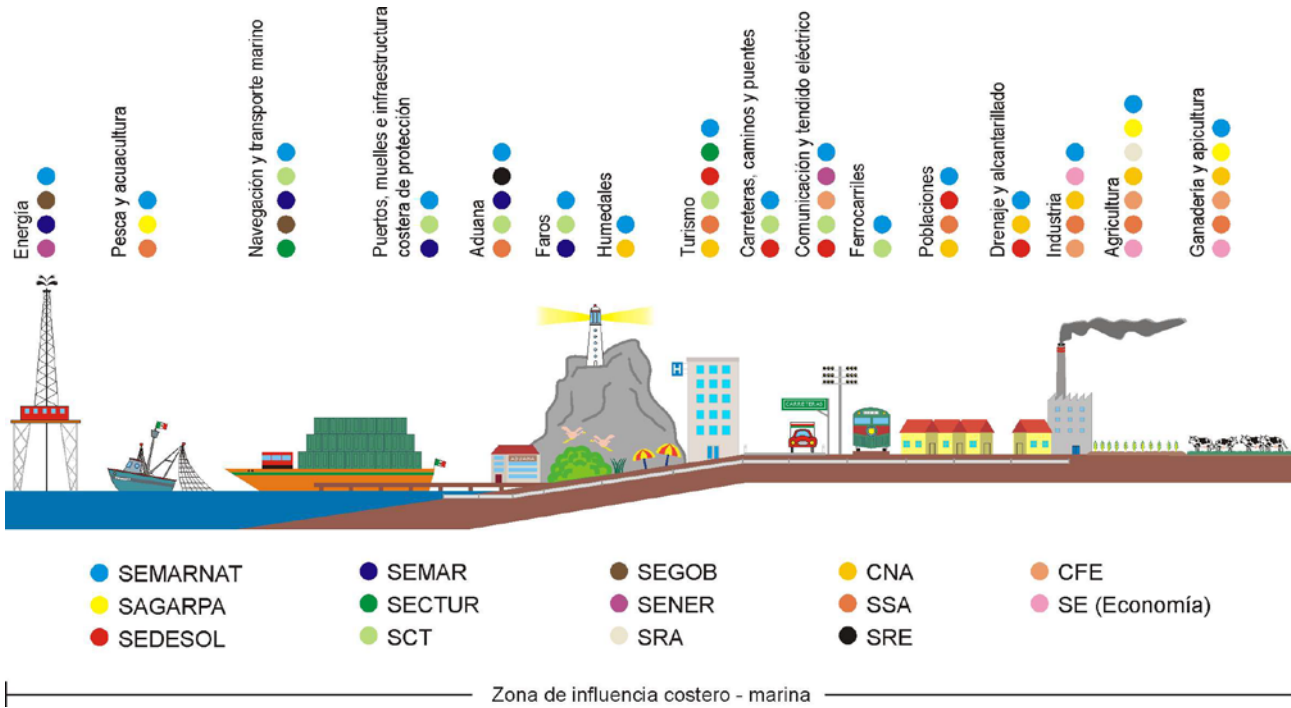 Energía
Pesca y acuacultura
Navegación y transporte marino
Puertos, muelles e infraestructura
costera de protección
Aduana
Faros
Humedales
Turismo
Carreteras, caminos y puentes
Comunicación y tendido eléctrico
Ferrocarriles
Poblaciones
Drenaje y alcantarillado
Industria
Agricultura
Ganadería y apicultura
H
CARRETERAS
SEMARNAT
SEMAR
SEGOB
CNA
CFE
SAGARPA
SECTUR
SENER
SSA
SE (Economía)
SEDESOL
SCT
SRA
SRE
Zona de influencia costero - marina